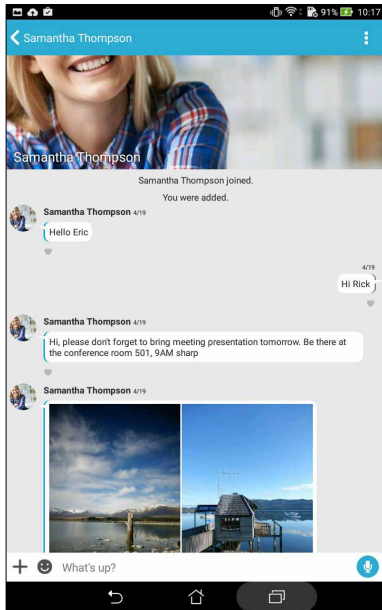 91% 10:17
Samantha Thompson
Samantha Thompson
Samantha Thompson joined.
You were added.
Samantha Thompson 4/19
Hello Eric
4/19
Hi Rick
Samantha Thompson 4/19
Hi, please don't forget to bring meeting presentation tomorrow. Be there at
the conference room 501, 9AM sharp
Samantha Thompson 4/19
What's up?